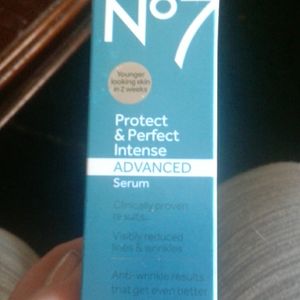 No7
Younger
looking skin
in 2 weeks
Protect
& Perfect
Intense
ADVANCED
Serum
Clinically proven
results.
Visibly reduced
lines & wrinkles
Anti-wrinkle results
that get even better